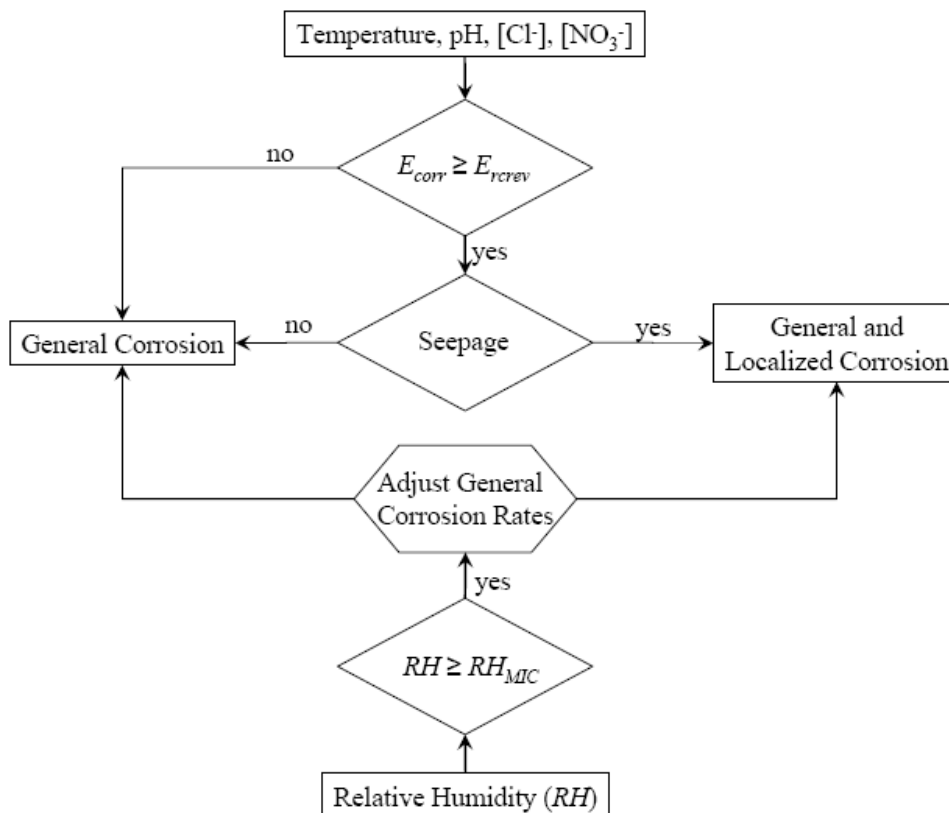 Temperature, pH, [Cl-], [NO3-]
no
Ecorr ≥ Ercrev
yes
General Corrosion
no
Seepage
yes
General and
Localized Corrosion
Adjust General
Corrosion Rates
yes
RH ≥ RHMIC
Relative Humidity (RH)